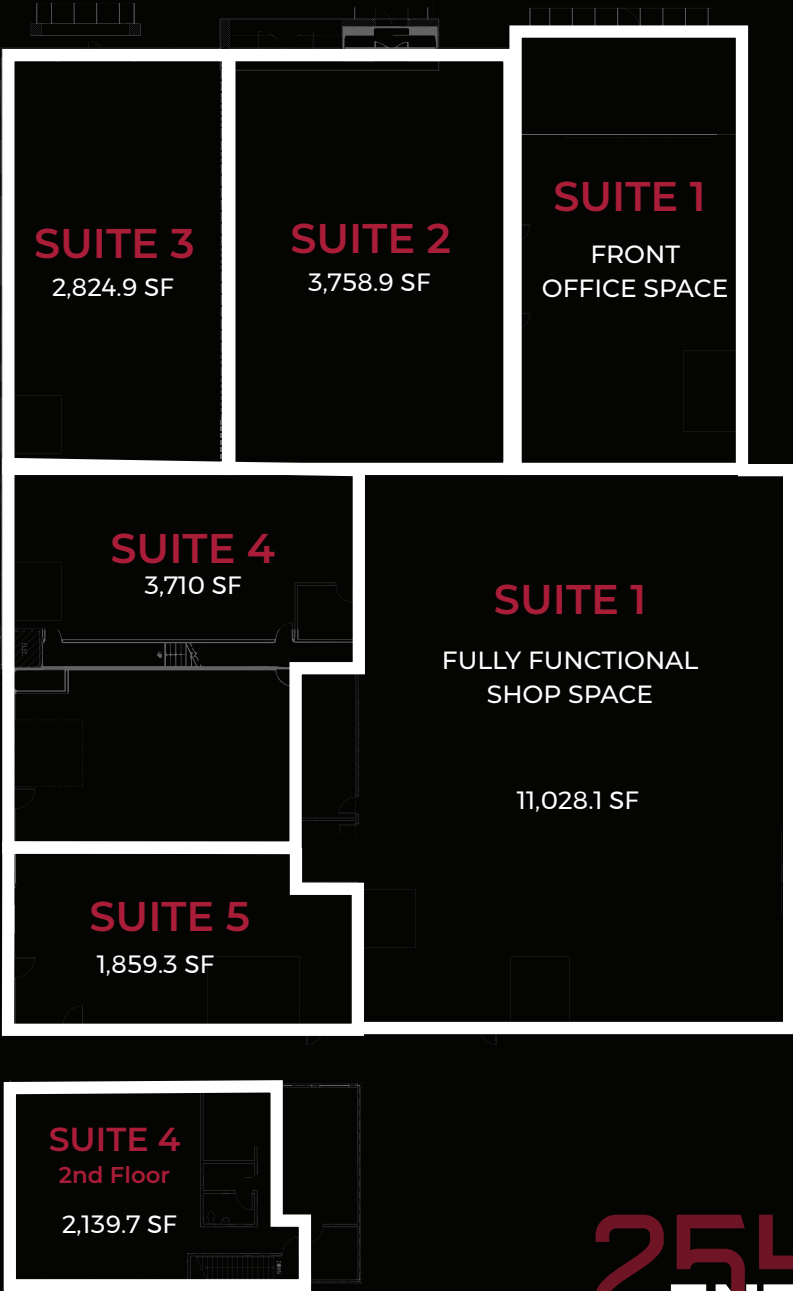 SUITE 3
2,824.9 SF
SUITE 2
3,758.9 SF
SUITE 1
FRONT
OFFICE SPACE
SUITE 4
3,710 SF
SUITE 1
FULLY FUNCTIONAL
SHOP SPACE
11,028.1 SF
SUITE 5
1,859.3 SF
SUITE 4
2nd Floor
2,139.7 SF